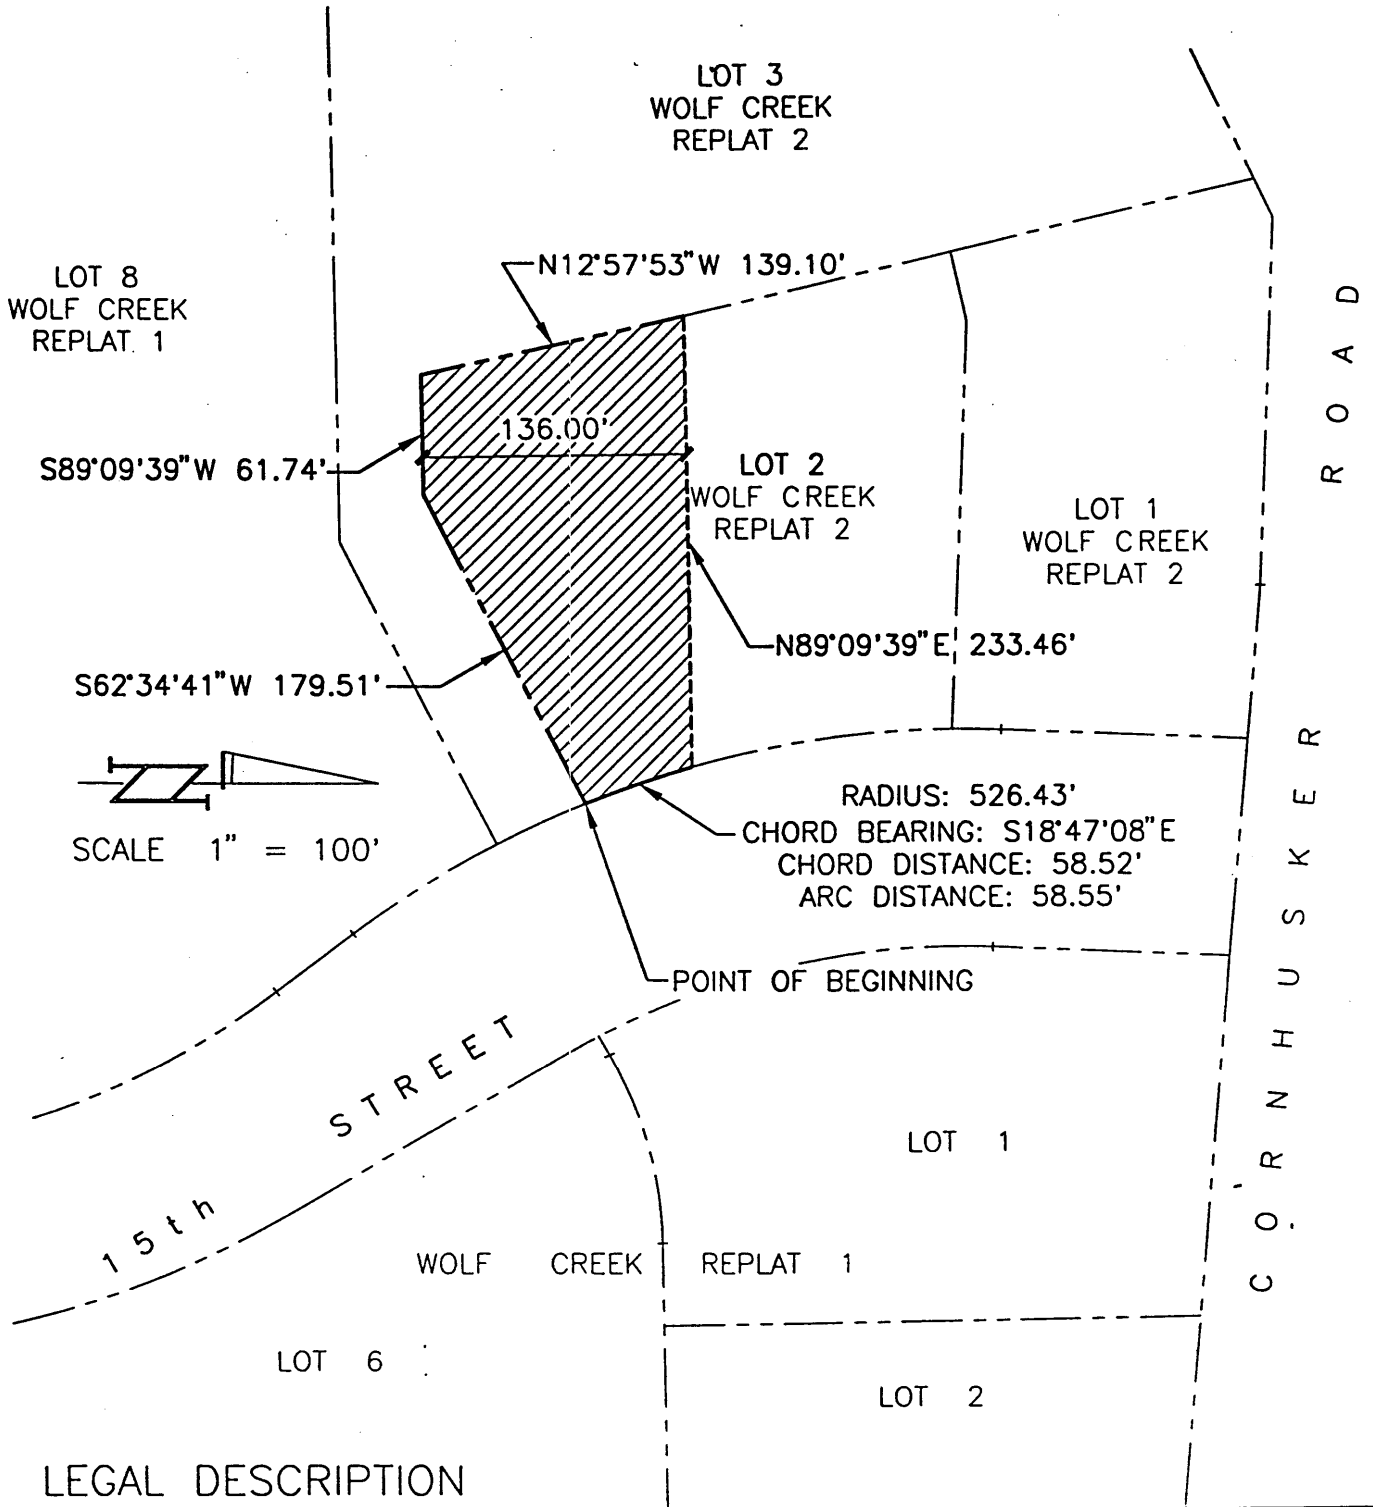 LOT 3
WOLF CREEK
REPLAT 2
LOT 8
WOLF CREEK
REPLAT 1
N12°57'53"W 139.10'
136.00'
S89°09'39"W 61.74'
LOT 2
WOLF CREEK
REPLAT 2
LOT 1
WOLF CREEK
REPLAT 2
N89°09'39"E 233.46'
S62°34'41"W 179.51'
SCALE 1" = 100'
RADIUS: 526.43'
CHORD BEARING: S18°47'08"E
CHORD DISTANCE: 58.52'
ARC DISTANCE: 58.55'
POINT OF BEGINNING
15th STREET
CORNHUSKER ROAD
LOT 1
WOLF CREEK REPLAT 1
LOT 6
LOT 2
LEGAL DESCRIPTION